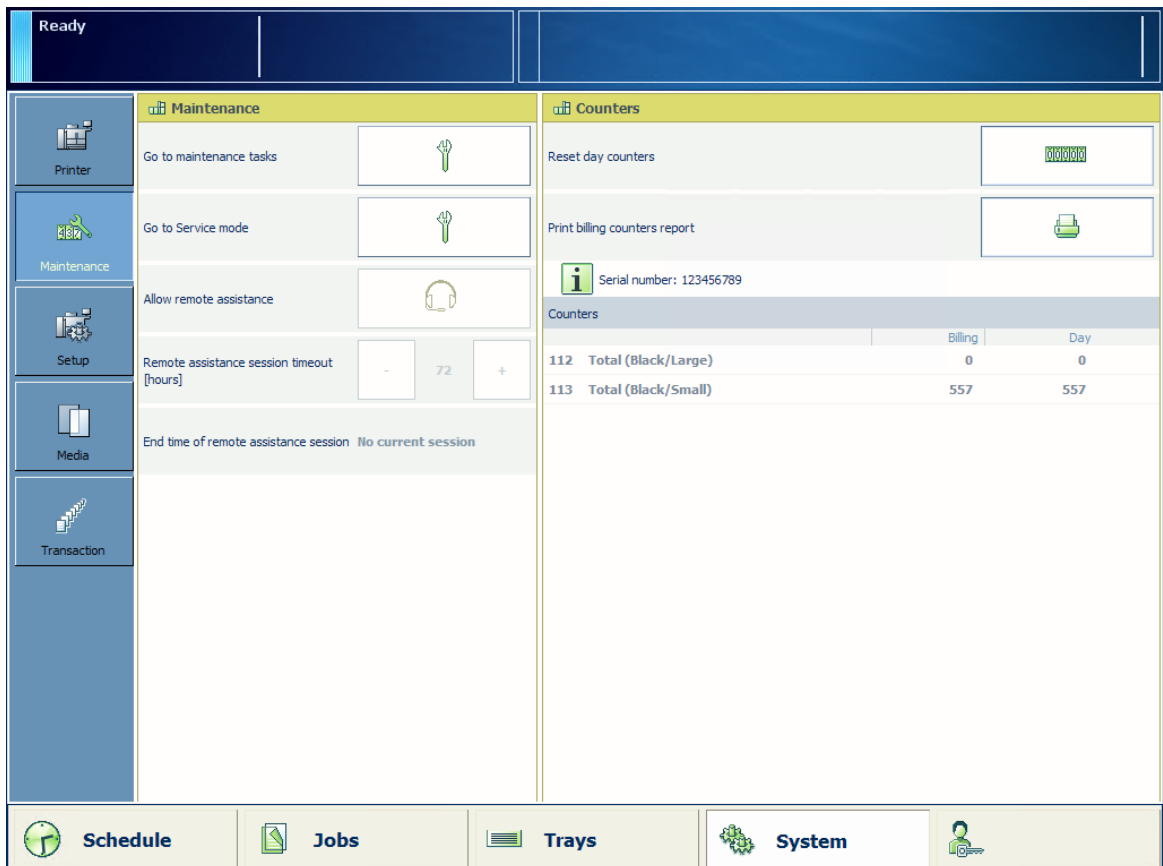 Ready
Printer
Maintenance
Setup
Media
Transaction
Maintenance
Go to maintenance tasks
Go to Service mode
Allow remote assistance
Remote assistance session timeout
[hours]
- 72 +
End time of remote assistance session No current session
Counters
Reset day counters
00000
Print billing counters report
i Serial number: 123456789
Counters
Billing Day
112 Total (Black/Large) 0 0
113 Total (Black/Small) 557 557
Schedule Jobs Trays System